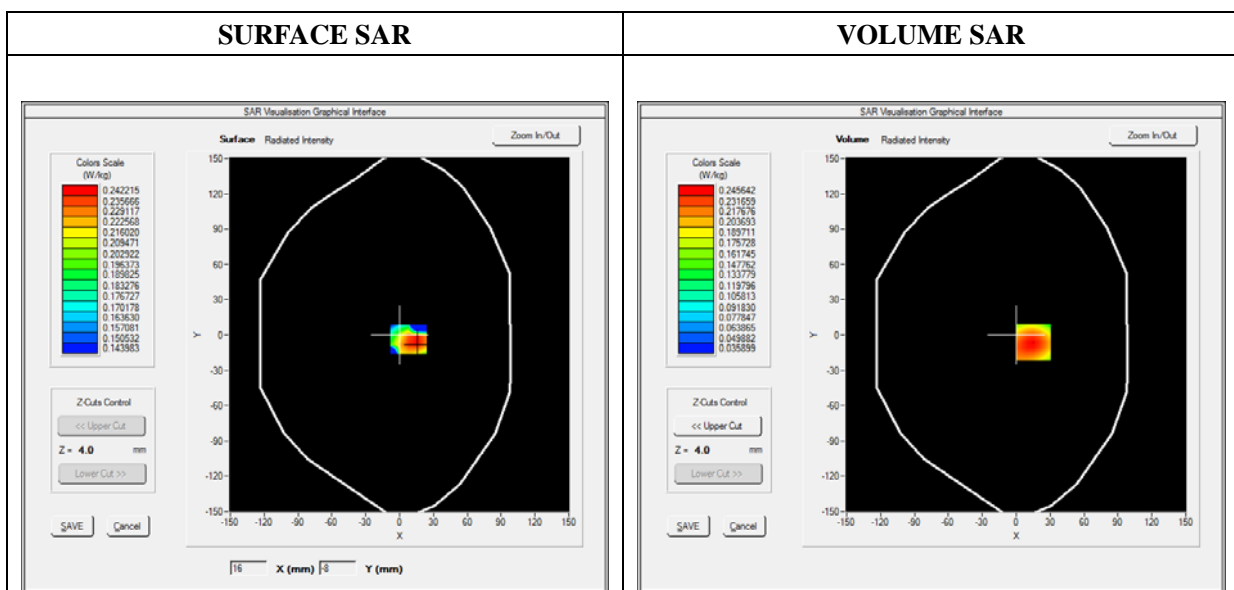 SURFACE SAR
SAR Visualisation Graphical Interface
Surface Radiated Intensity
Zoom In/Out
Colors Scale
(W/kg)
0.242215
0.235666
0.229117
0.222568
0.216020
0.209471
0.202922
0.196373
0.189825
0.183276
0.176727
0.170178
0.163630
0.157081
0.150532
0.143983
Z-Cuts Control
<< Upper Cut
Z = 4.0 mm
Lower Cut >>
SAVE Cancel
150
120
90
60
30
0
-30
-60
-90
-120
-150
Y
-150 -120 -90 -60 -30 0 30 60 90 120 150
X
16 X (mm) -8 Y (mm)
VOLUME SAR
SAR Visualisation Graphical Interface
Volume Radiated Intensity
Zoom In/Out
Colors Scale
(W/kg)
0.245642
0.231659
0.217676
0.203693
0.189711
0.175728
0.161745
0.147762
0.133779
0.119796
0.105813
0.091830
0.077847
0.063865
0.049882
0.035899
Z-Cuts Control
<< Upper Cut
Z = 4.0 mm
Lower Cut >>
SAVE Cancel
150
120
90
60
30
0
-30
-60
-90
-120
-150
Y
-150 -120 -90 -60 -30 0 30 60 90 120 150
X